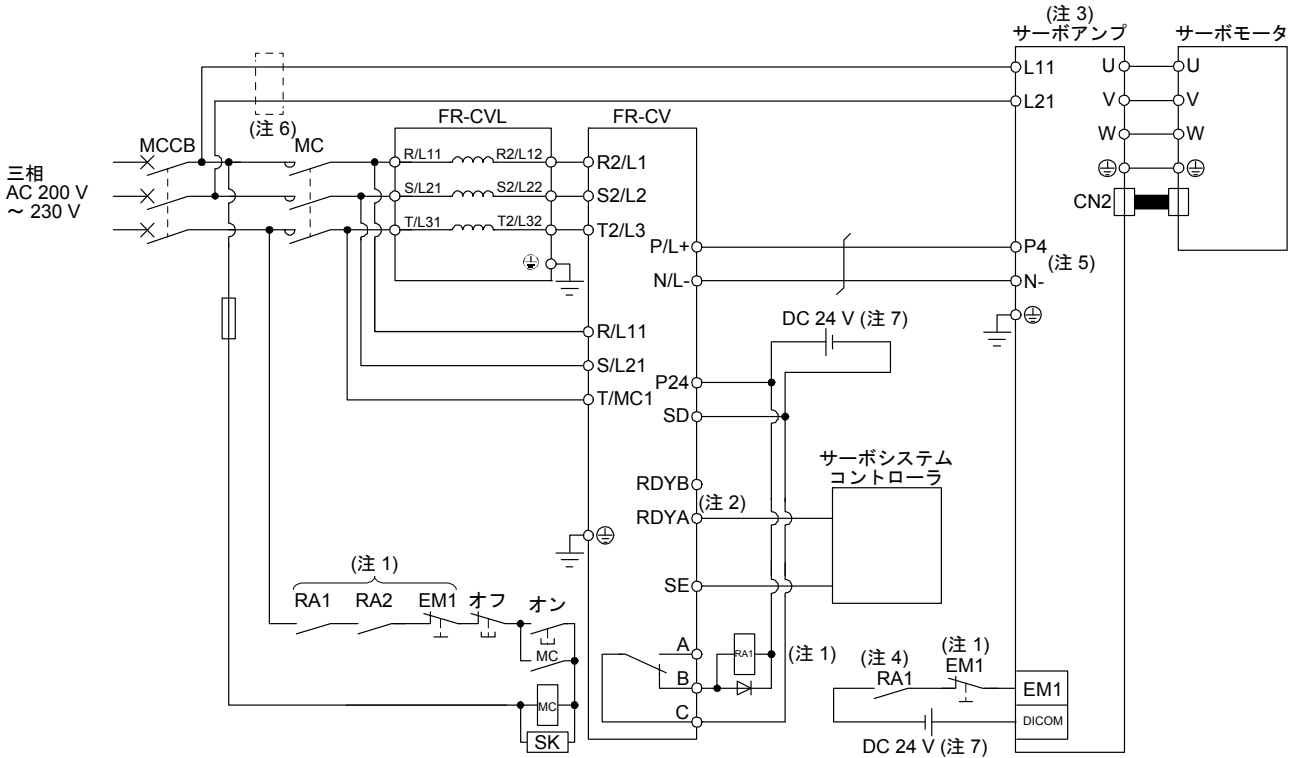 (注 3)
サーボアンプ
サーボモータ
L11
U
U
L21
V
V
(注 6)
FR-CVL
FR-CV
W
W
MCCB
MC
三相
AC 200 V
～ 230 V
R/L11
R2/L12
R2/L1
S/L21
S2/L22
S2/L2
T/L31
T2/L32
T2/L3
CN2
P/L+
P4
(注 5)
N/L-
N-
DC 24 V (注 7)
R/L11
S/L21
P24
T/MC1
SD
サーボシステム
コントローラ
RDYB
(注 2)
RDYA
SE
(注 1)
RA1
RA2
EM1
オフ
オン
MC
A
RA1
(注 1)
B
C
MC
SK
(注 4)
RA1
(注 1)
EM1
EM1
DICOM
DC 24 V (注 7)